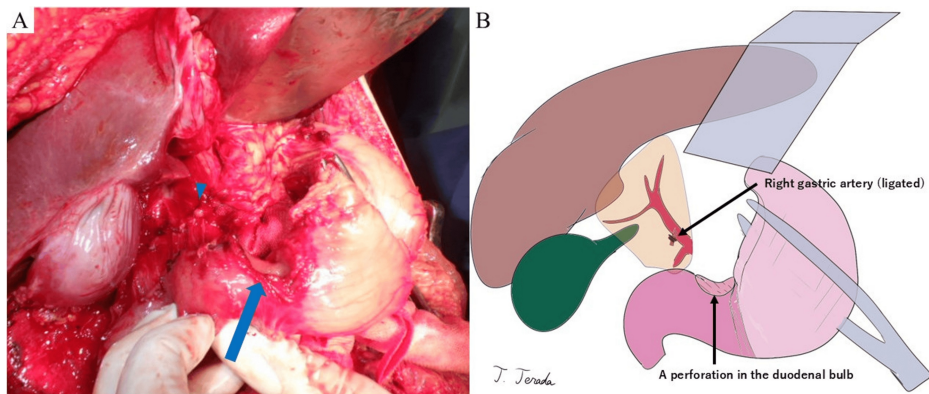 A
B
Right gastric artery (ligated)
A perforation in the duodenal bulb
T. Terada